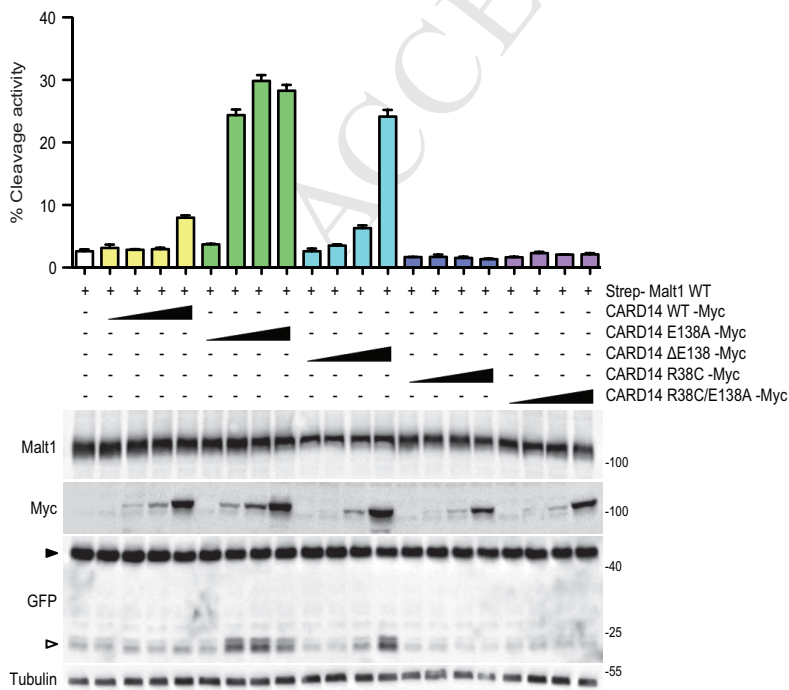 40
30
20
10
0
% Cleavage activity
ACCE
+ + + + + + + + + + + + + + + + + + + + + Strep- Malt1 WT
- - - - - - - - - - - - - - - - - CARD14 WT -Myc
- - - - - - - - - - - - - - - - - CARD14 E138A -Myc
- - - - - - - - - - - - - - - - - CARD14 ΔE138 -Myc
- - - - - - - - - - - - - - - - - CARD14 R38C -Myc
- - - - - - - - - - - - - - - - - CARD14 R38C/E138A -Myc
Malt1
-100
Myc
-100
-40
GFP
-25
Tubulin
-55